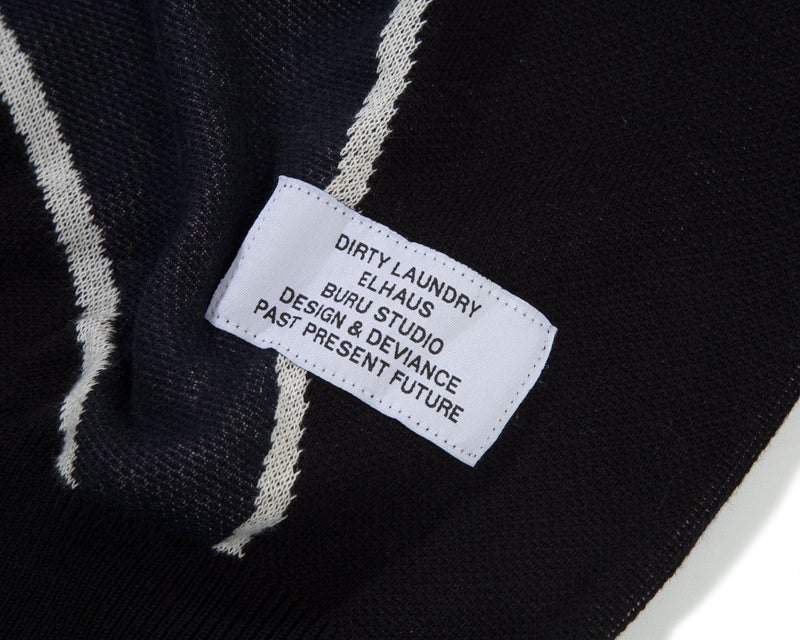 DIRTY LAUNDRY
ELHAUS
BURU STUDIO
DESIGN & DEVIANCE
PAST PRESENT FUTURE